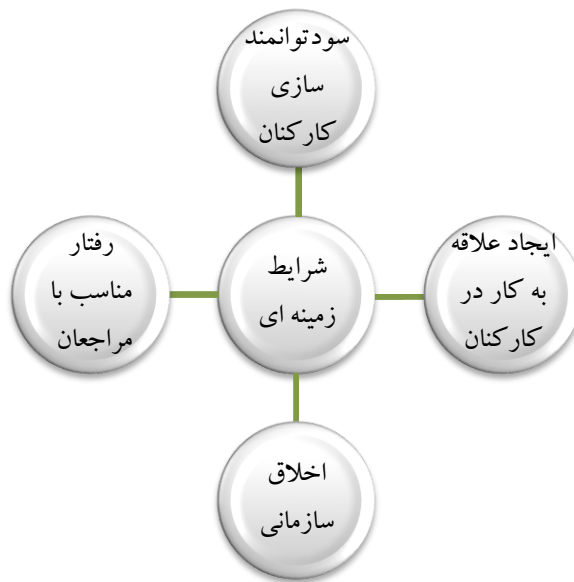 سودتوانمند
سازی
کارکنان
ایجاد علاقه
به کار در
کارکنان
شرایط
زمینه ای
رفتار
مناسب با
مراجعان
اخلاق
سازمانی